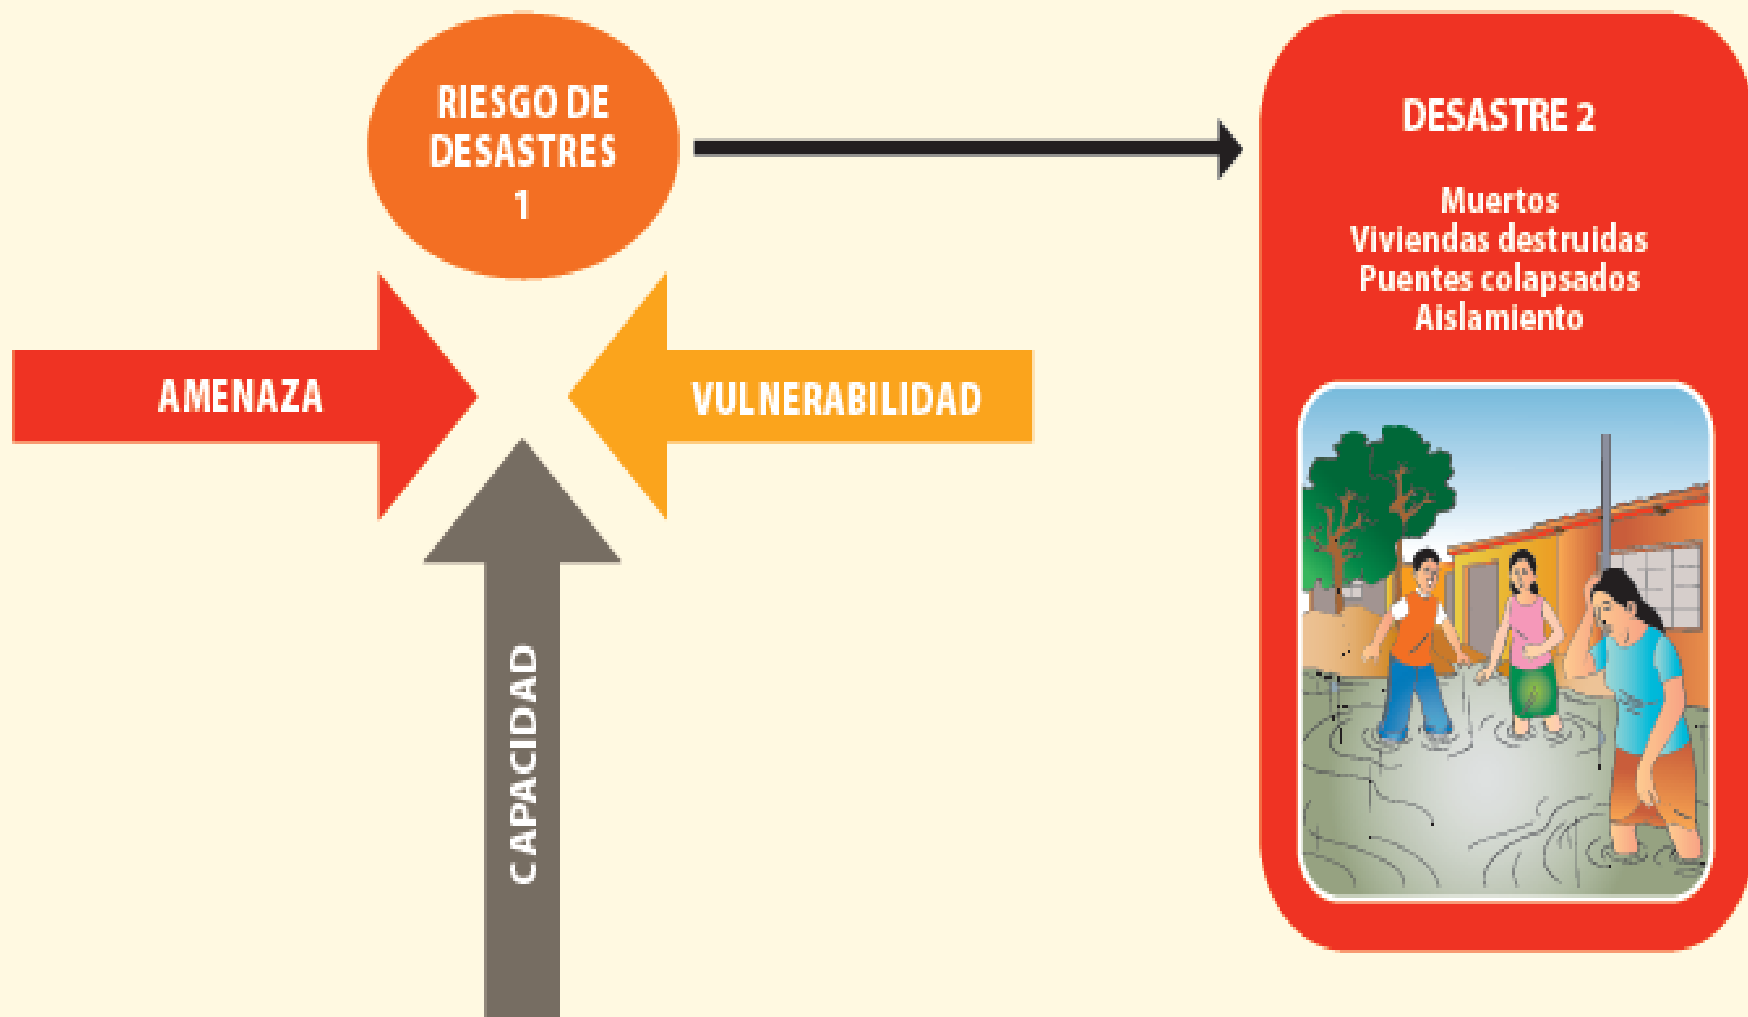 RIESGO DE
DESASTRES
1
DESASTRE 2
Muertos
Viviendas destruidas
Puentes colapsados
Aislamiento
AMENAZA
VULNERABILIDAD
CAPACIDAD